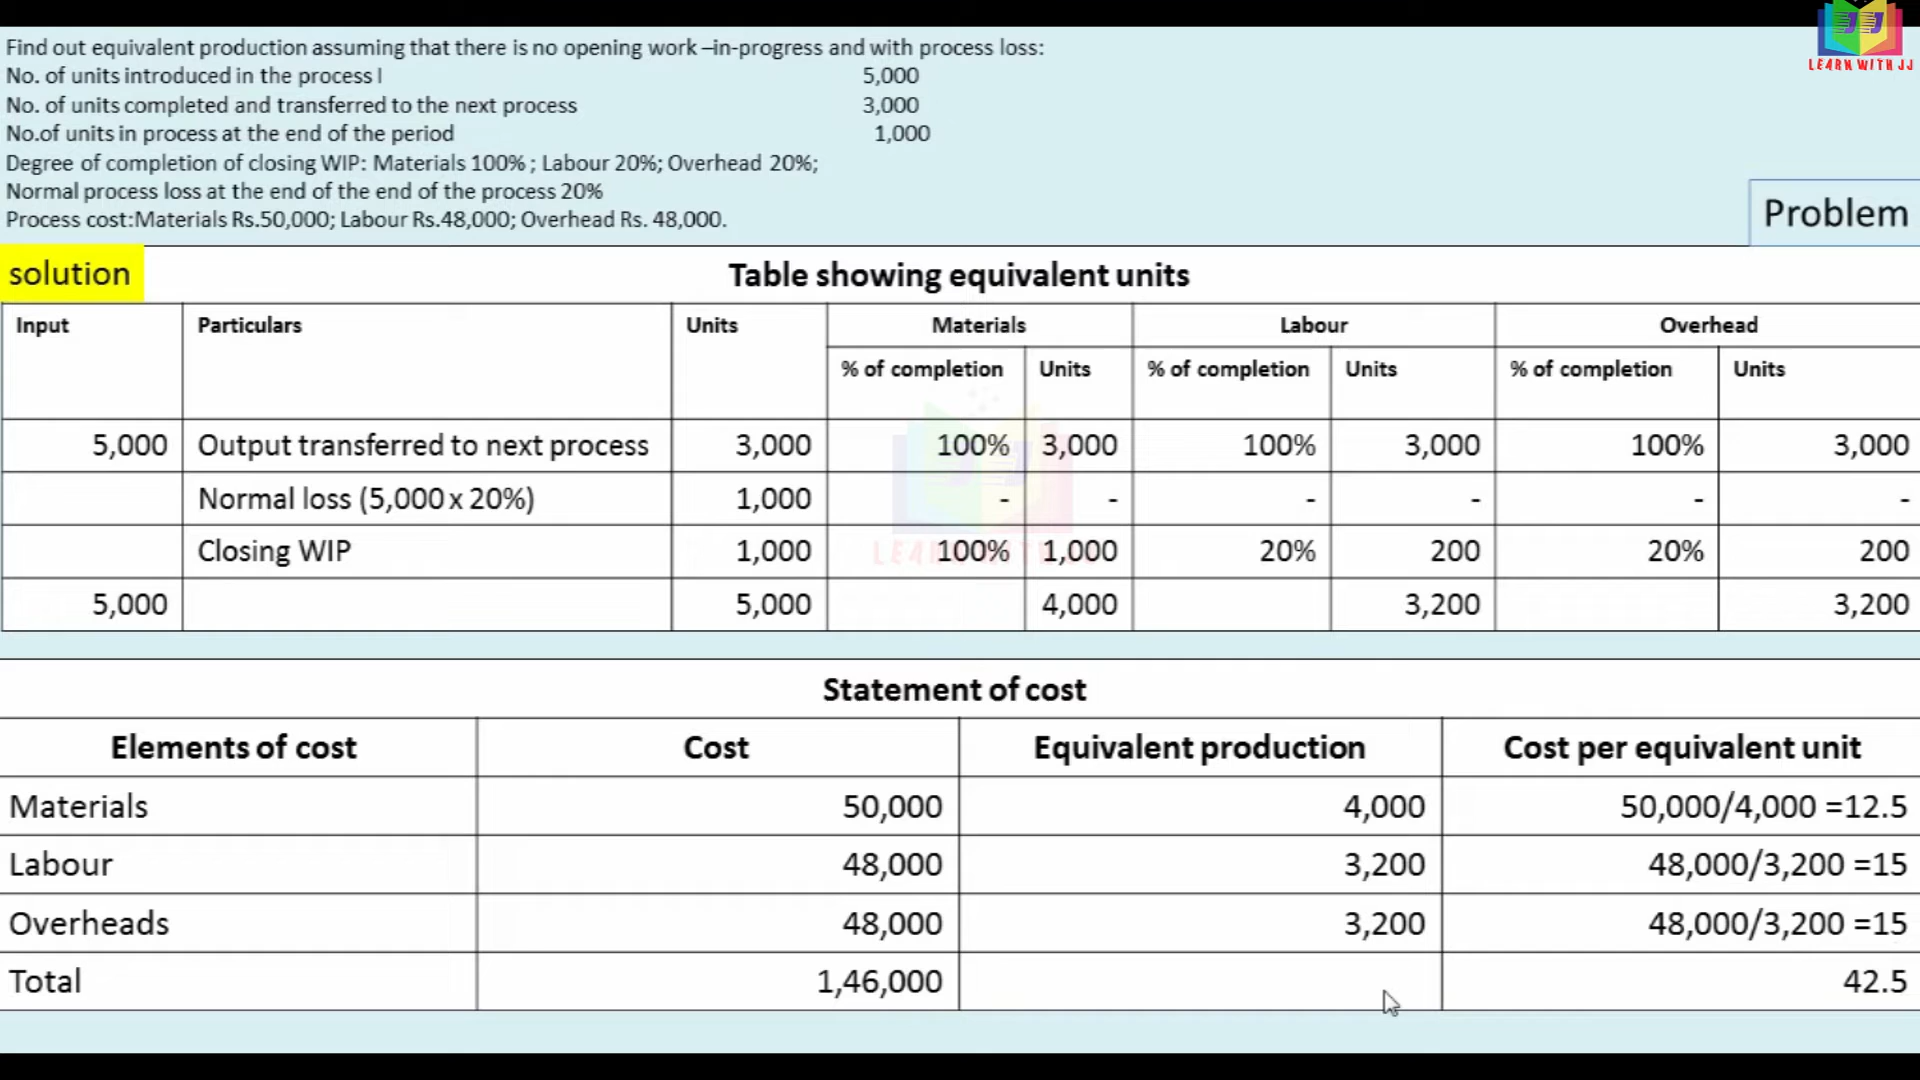 LEARN WITH JJ
Find out equivalent production assuming that there is no opening work –in-progress and with process loss:
No. of units introduced in the process I 5,000
No. of units completed and transferred to the next process 3,000
No.of units in process at the end of the period 1,000
Degree of completion of closing WIP: Materials 100% ; Labour 20%; Overhead 20%;
Normal process loss at the end of the end of the process 20%
Process cost:Materials Rs.50,000; Labour Rs.48,000; Overhead Rs. 48,000.
Problem
solution
Table showing equivalent units
Input Particulars Units Materials Labour Overhead
% of completion Units % of completion Units % of completion Units
5,000 Output transferred to next process 3,000 100% 3,000 100% 3,000 100% 3,000
Normal loss (5,000 x 20%) 1,000 - - - - - -
Closing WIP 1,000 100% 1,000 20% 200 20% 200
5,000 5,000 4,000 3,200 3,200
LEARN WITH JJ
Statement of cost
Elements of cost Cost Equivalent production Cost per equivalent unit
Materials 50,000 4,000 50,000/4,000 =12.5
Labour 48,000 3,200 48,000/3,200 =15
Overheads 48,000 3,200 48,000/3,200 =15
Total 1,46,000 42.5